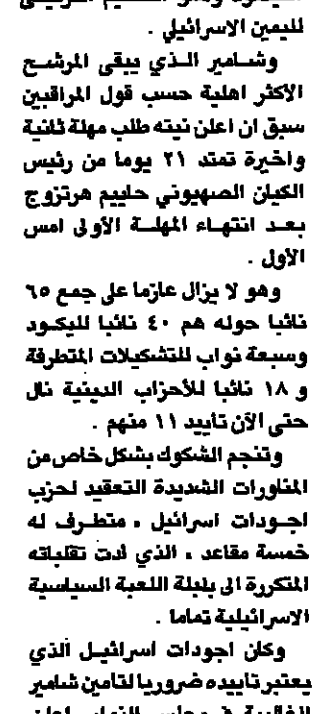 لليمين الاسرائيلي .
وشامير الذي يبقى المرشح
الأكثر اهلية حسب قول المراقبين
سبق ان اعلن نيته طلب مهلة ثانية
واخيرة تمتد ٢١ يوما من رئيس
الكيان الصهيوني حاييم هرتزوج
بعد انتهاء المهلة الأولى امس
الأول .
وهو لا يزال عازما على جمع ٦٥
نائبا حوله هم ٤٠ نائبا لليكود
وسبعة نواب للتشكيلات المتطرفة
و ١٨ نائبا للأحزاب الدينية نال
حتى الآن تأييد ١١ منهم .
وتنجم الشكوك بشكل خاص من
المناورات الشديدة التعقيد لحزب
اجودات اسرائيل ، متطرف له
خمسة مقاعد ، الذي ادت تقلباته
المتكررة الى بلبلة اللعبة السياسية
الاسرائيلية تماما .
وكان اجودات اسرائيل الذي
يعتبر تاييده ضروريا لتامين شامير